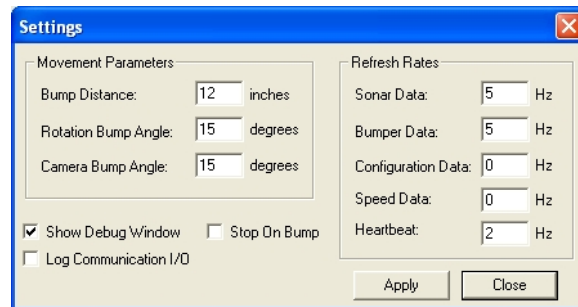 Settings
Movement Parameters
Bump Distance: 12 inches
Rotation Bump Angle: 15 degrees
Camera Bump Angle: 15 degrees
Show Debug Window Stop On Bump
Log Communication I/O
Refresh Rates
Sonar Data: 5 Hz
Bumper Data: 5 Hz
Configuration Data: 0 Hz
Speed Data: 0 Hz
Heartbeat: 2 Hz
Apply Close